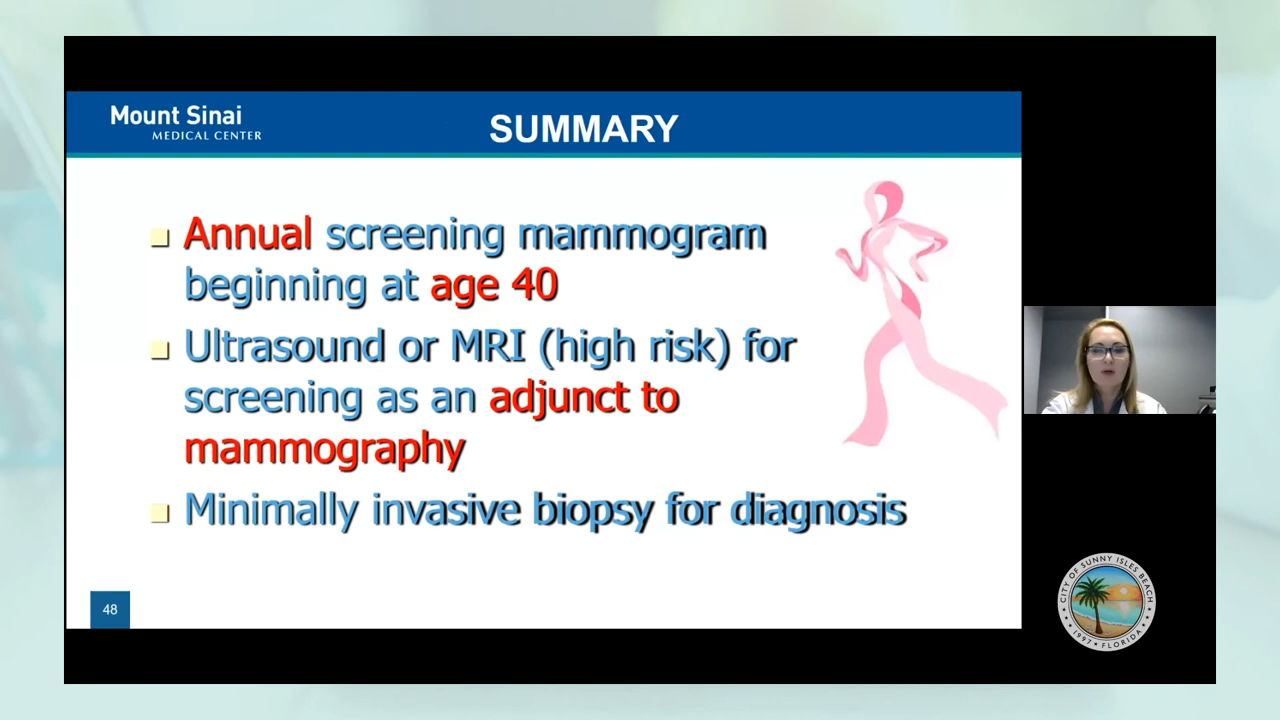 Mount Sinai
MEDICAL CENTER
SUMMARY
Annual screening mammogram
beginning at age 40
Ultrasound or MRI (high risk) for
screening as an adjunct to
mammography
Minimally invasive biopsy for diagnosis
48
CITY OF SUNNY ISLES BEACH
1997 FLORIDA